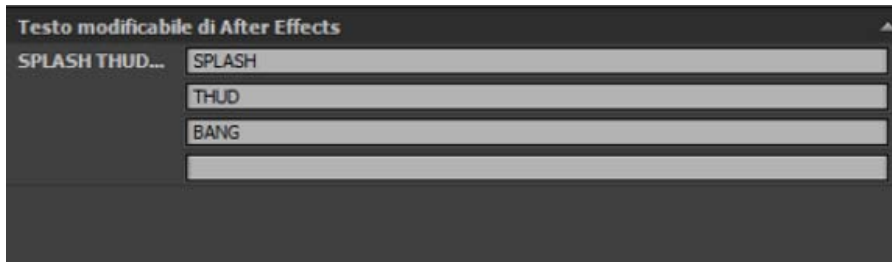 Testo modificabile di After Effects
SPLASH THUD... SPLASH
THUD
BANG